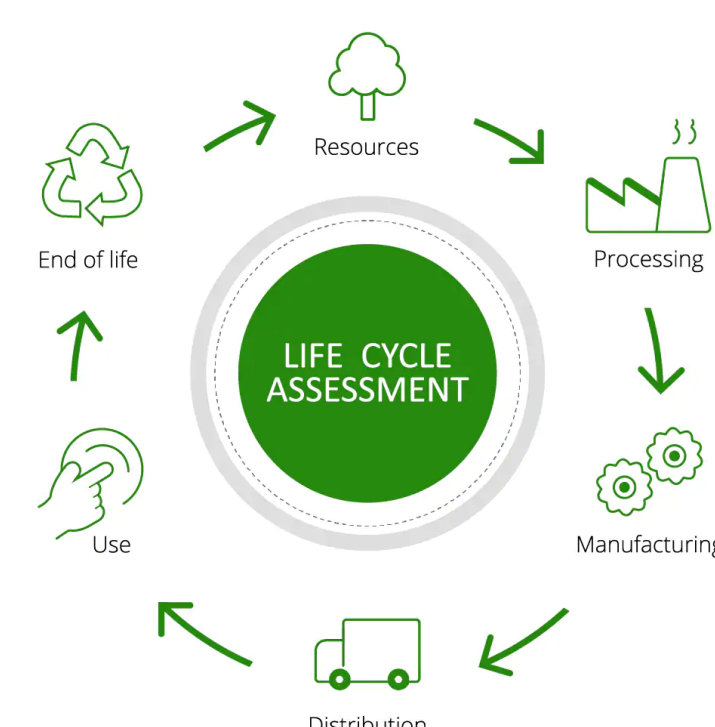 Resources
Processing
Manufacturing
Distribution
Use
End of life
LIFE CYCLE
ASSESSMENT